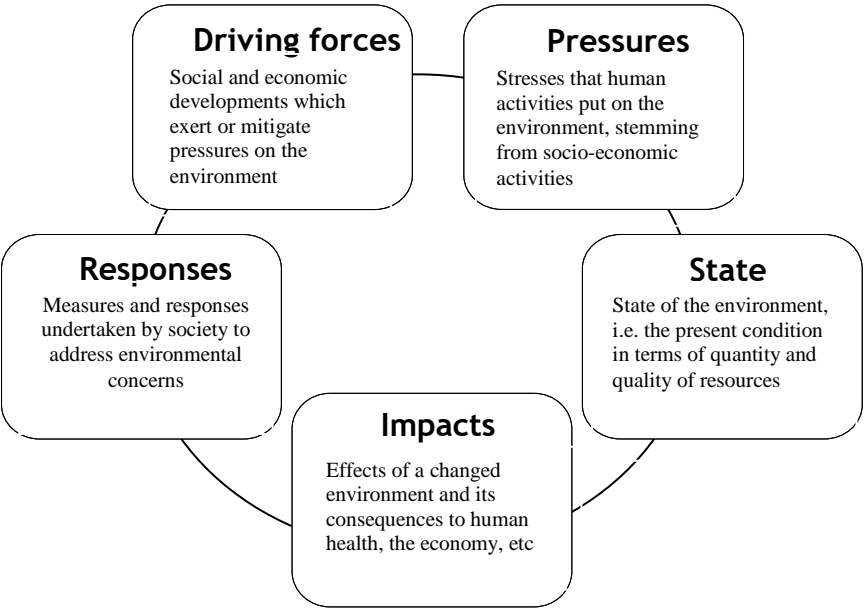 Driving forces
Social and economic
developments which
exert or mitigate
pressures on the
environment
Pressures
Stresses that human
activities put on the
environment, stemming
from socio-economic
activities
State
State of the environment,
i.e. the present condition
in terms of quantity and
quality of resources
Impacts
Effects of a changed
environment and its
consequences to human
health, the economy, etc
Responses
Measures and responses
undertaken by society to
address environmental
concerns